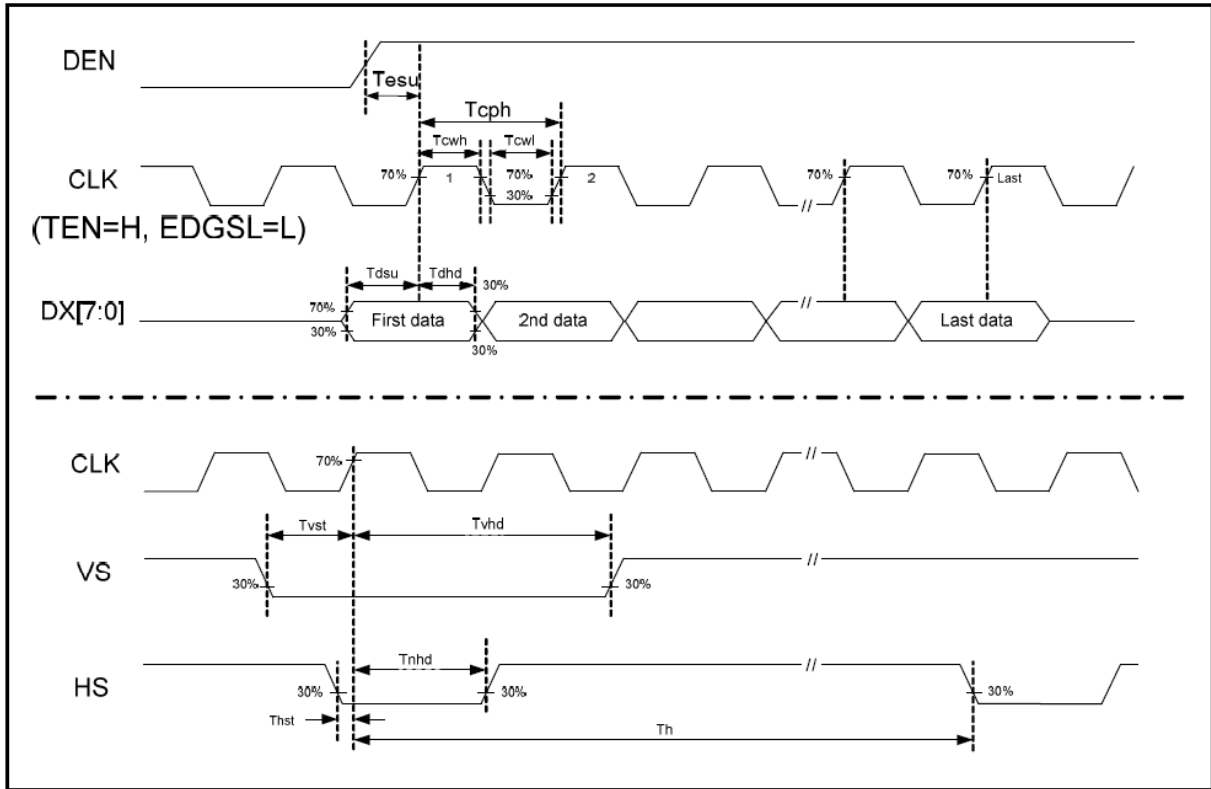 DEN
Tesu
Tcph
Tcwh
Tcwl
CLK
70%
1
70%
30%
2
70%
70%
Last
//
(TEN=H, EDGSL=L)
Tdsu
Tdhd
30%
DX[7:0]
70%
30%
First data
2nd data
//
Last data
30%
CLK
70%
//
Tvst
Tvhd
VS
30%
30%
//
Tnhd
HS
30%
30%
//
30%
Thst
Th